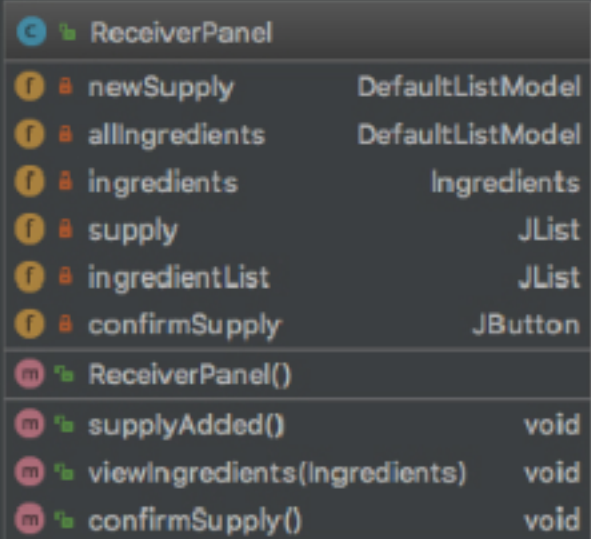 C ReceiverPanel
f newSupply DefaultListModel
f allIngredients DefaultListModel
f ingredients Ingredients
f supply JList
f ingredientList JList
f confirmSupply JButton
m ReceiverPanel()
m supplyAdded() void
m viewIngredients(Ingredients) void
m confirmSupply() void